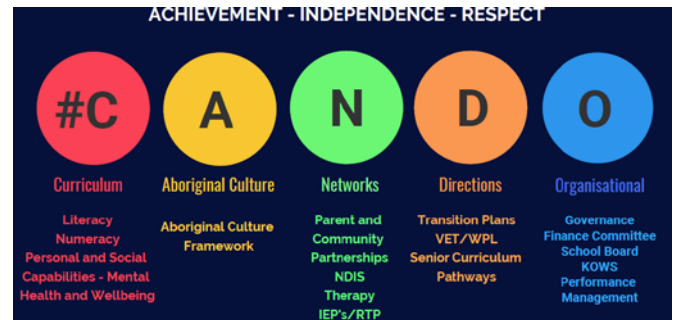 ACHIEVEMENT - INDEPENDENCE - RESPECT
#C
A
N
D
O
Curriculum
Aboriginal Culture
Networks
Directions
Organisational
Literacy
Numeracy
Personal and Social
Capabilities - Mental
Health and Wellbeing
Aboriginal Culture
Framework
Parent and
Community
Partnerships
NDIS
Therapy
IEP's/RTP
Transition Plans
VET/WPL
Senior Curriculum
Pathways
Governance
Finance Committee
School Board
KOWS
Performance
Management